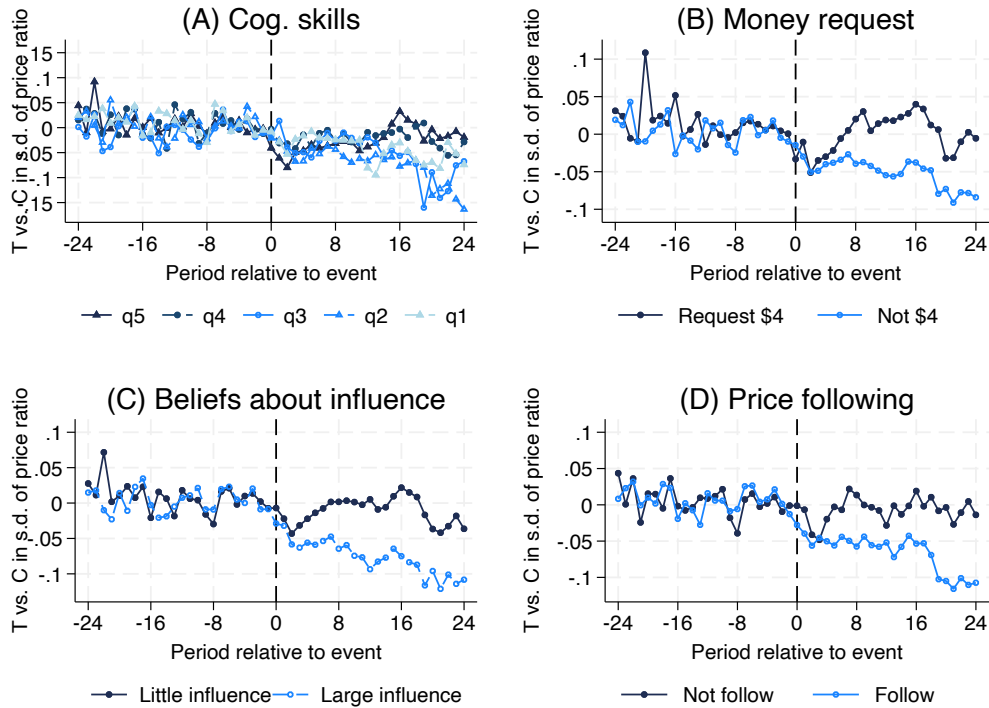 (A) Cog. skills
T vs. C in s.d. of price ratio
.15
.1
.05
0
-.05
-.1
-.15
-24 -16 -8 0 8 16 24
Period relative to event
q5 q4 q3 q2 q1
(B) Money request
T vs. C in s.d. of price ratio
.1
.05
0
-.05
-.1
-24 -16 -8 0 8 16 24
Period relative to event
Request $4 Not $4
(C) Beliefs about influence
T vs. C in s.d. of price ratio
.1
.05
0
-.05
-.1
-24 -16 -8 0 8 16 24
Period relative to event
Little influence Large influence
(D) Price following
T vs. C in s.d. of price ratio
.1
.05
0
-.05
-.1
-24 -16 -8 0 8 16 24
Period relative to event
Not follow Follow